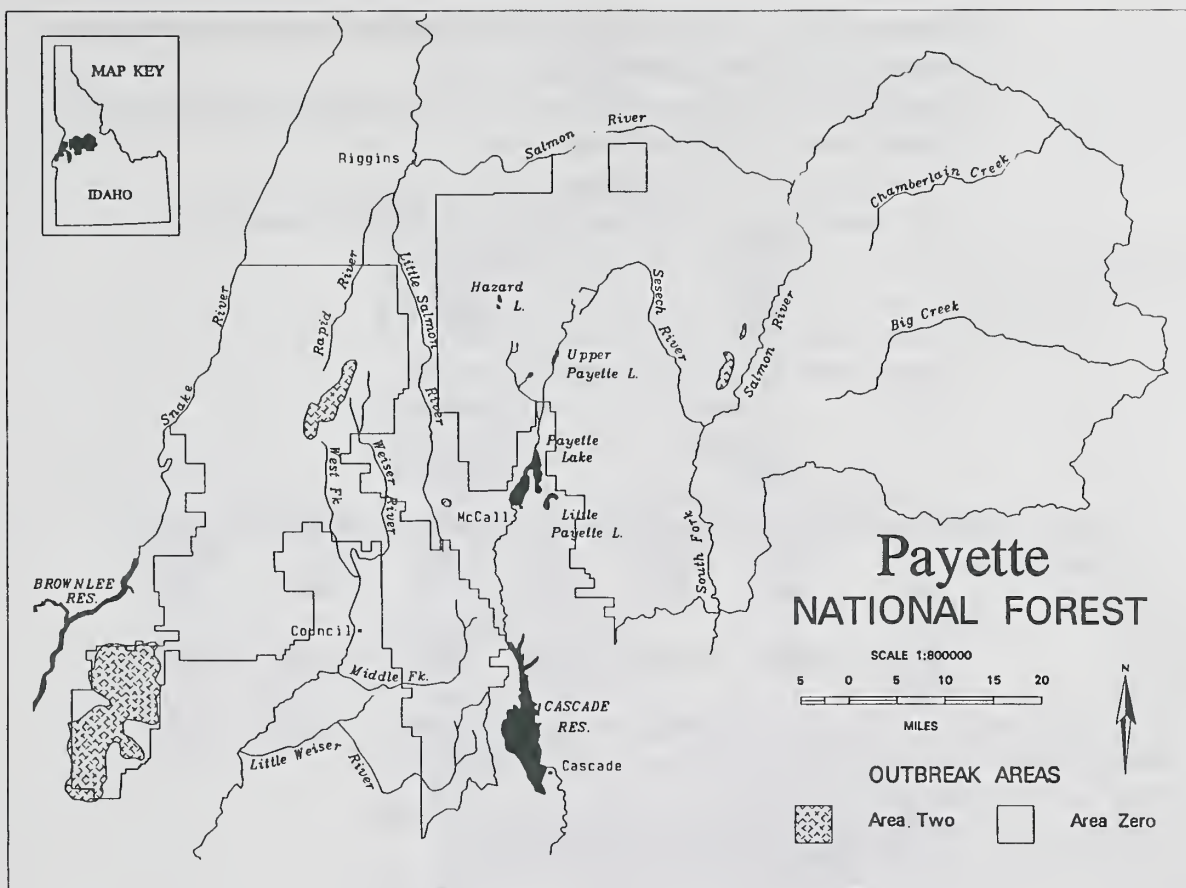 MAP KEY
IDAHO
Riggins
Salmon River
Chamberlain Creek
Snake River
Rapid River
Little Salmon River
Hazard L.
Sesech River
Salmon River
Big Creek
Upper Payette L.
Payette Lake
West Fk
Weiser River
McCall
Little Payette L.
South Fork
BROWNLEE RES.
Council
Middle Fk.
CASCADE RES.
Little Weiser River
Cascade
Payette
NATIONAL FOREST
SCALE 1:800000
5 0 5 10 15 20
MILES
N
OUTBREAK AREAS
Area. Two
Area Zero